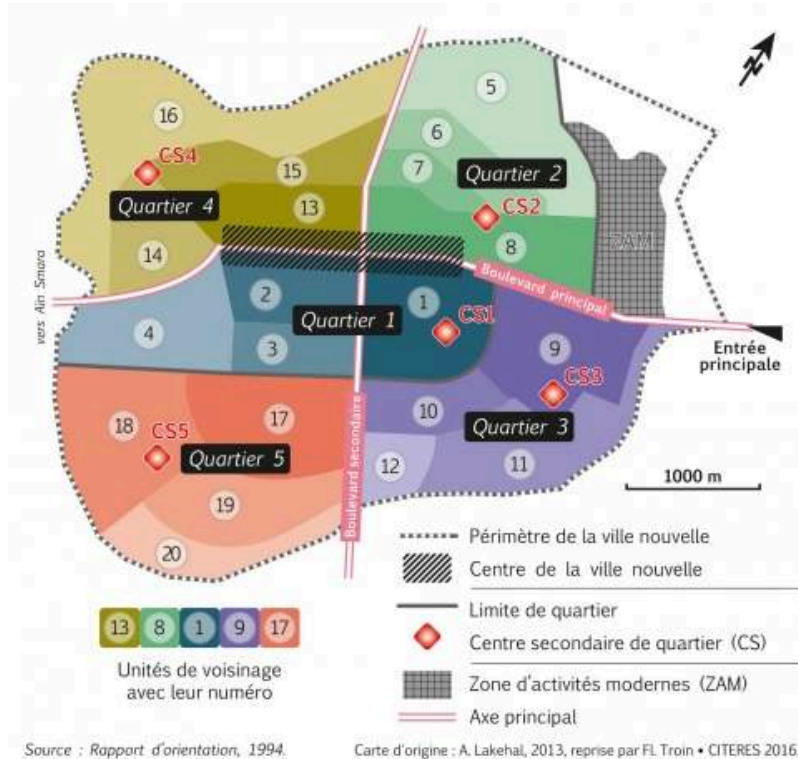 5
16
6
CS4
7
Quartier 2
15
Quartier 4
13
CS2
ZAM
8
14
Boulevard principal
vers Ain Smara
2
1
CS1
Quartier 1
4
3
9
Entrée
principale
CS3
10
17
18
CS5
Quartier 3
Quartier 5
12
11
Boulevard secondaire
1000 m
19
20
Périmètre de la ville nouvelle
Centre de la ville nouvelle
Limite de quartier
Centre secondaire de quartier (CS)
Zone d'activités modernes (ZAM)
Axe principal
13 8 1 9 17
Unités de voisinage
avec leur numéro
Source : Rapport d'orientation, 1994.
Carte d'origine : A. Lakehal, 2013, reprise par Fl. Troin • CITERES 2016.